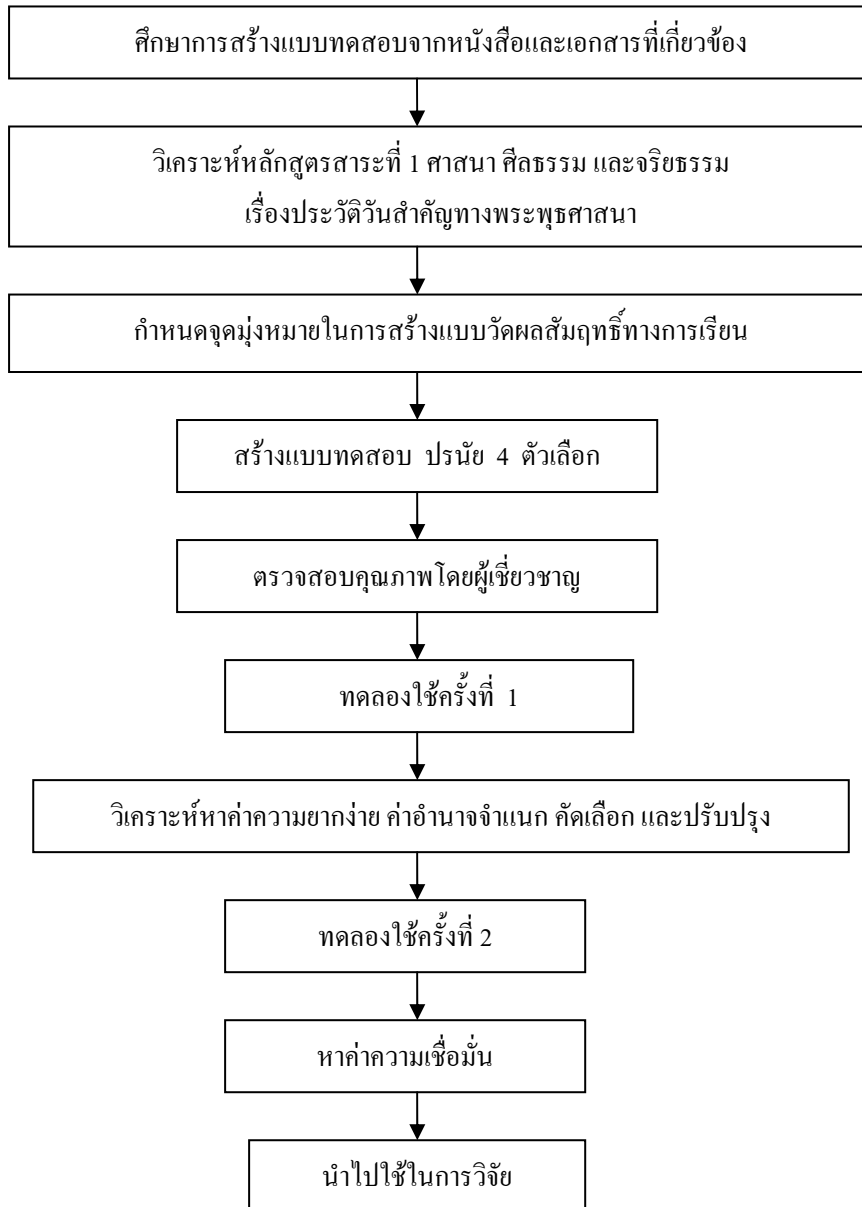 ศึกษาการสร้างแบบทดสอบจากหนังสือและเอกสารที่เกี่ยวข้อง
วิเคราะห์หลักสูตรสาระที่ 1 ศาสนา ศีลธรรม และจริยธรรม
เรื่องประวัติวันสำคัญทางพระพุธศาสนา
กำหนดจุดมุ่งหมายในการสร้างแบบวัดผลสัมฤทธิ์ทางการเรียน
สร้างแบบทดสอบ ปรนัย 4 ตัวเลือก
ตรวจสอบคุณภาพโดยผู้เชี่ยวชาญ
ทดลองใช้ครั้งที่ 1
วิเคราะห์หาค่าความยากง่าย ค่าอำนาจจำแนก คัดเลือก และปรับปรุง
ทดลองใช้ครั้งที่ 2
หาค่าความเชื่อมั่น
นำไปใช้ในการวิจัย